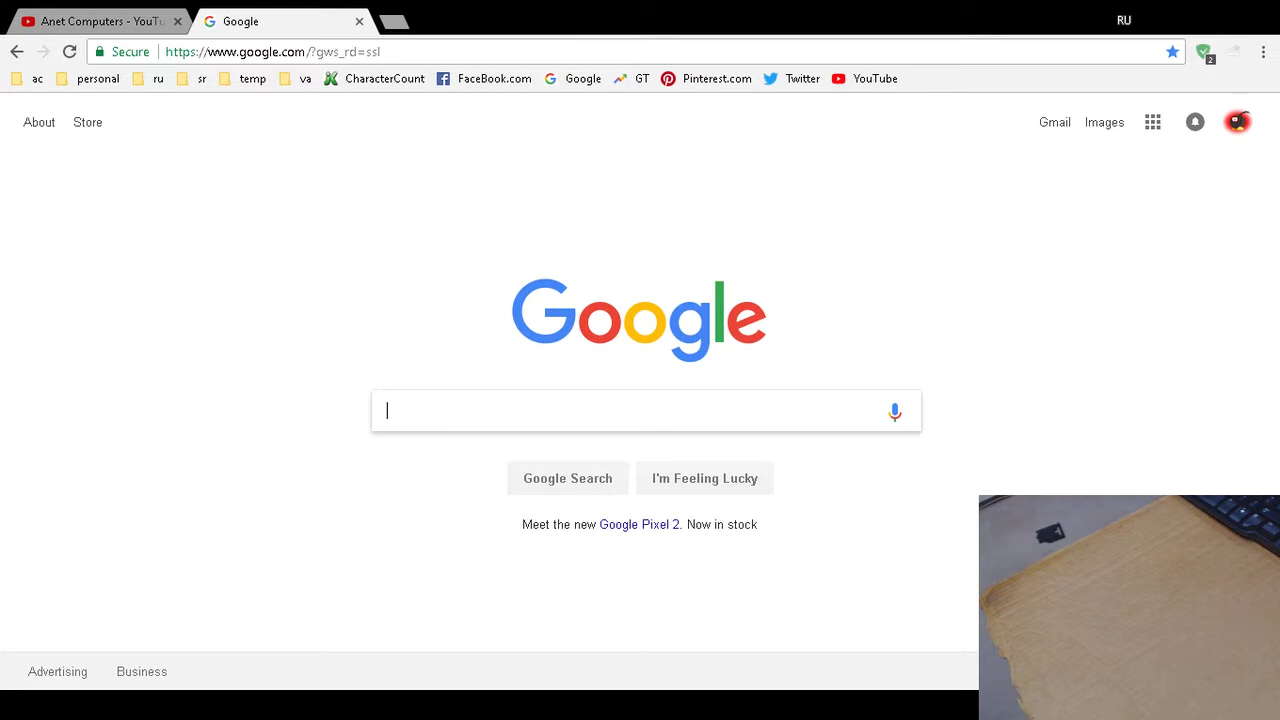 Anet Computers - YouTu
Google
RU
Secure https://www.google.com/?gws_rd=ssl
2
ac personal ru sr temp va CharacterCount FaceBook.com Google GT Pinterest.com Twitter YouTube
About Store Gmail Images
Google
Google Search I'm Feeling Lucky
Meet the new Google Pixel 2. Now in stock
Advertising Business